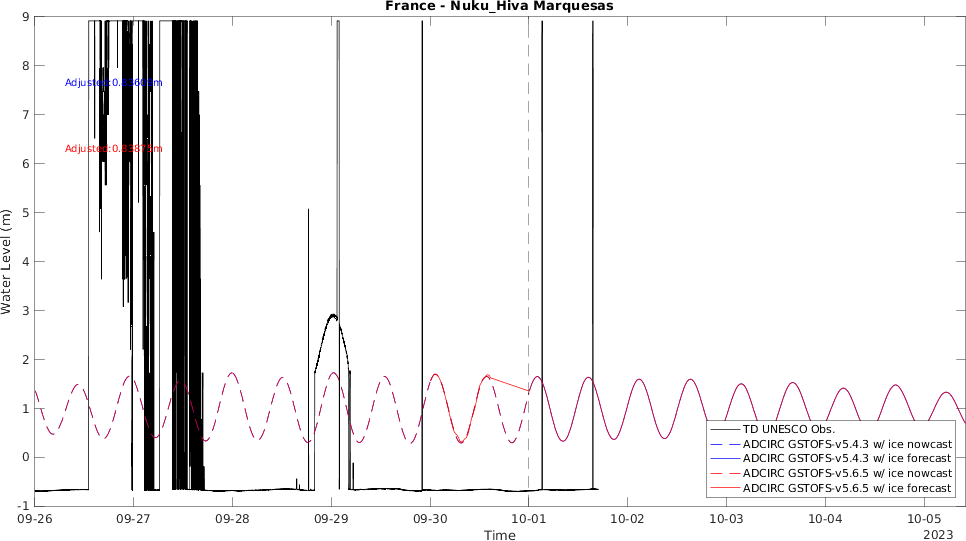 France - Nuku_Hiva Marquesas
9
8
Adjusted:
7
Adjusted:
6
5
4
3
2
1
0
-1
Water Level (m)
TD UNESCO Obs.
ADCIRC GSTOFS-v5.4.3 w/ ice nowcast
ADCIRC GSTOFS-v5.4.3 w/ ice forecast
ADCIRC GSTOFS-v5.6.5 w/ ice nowcast
ADCIRC GSTOFS-v5.6.5 w/ ice forecast
09-26 09-27 09-28 09-29 09-30 10-01 10-02 10-03 10-04 10-05
Time
2023